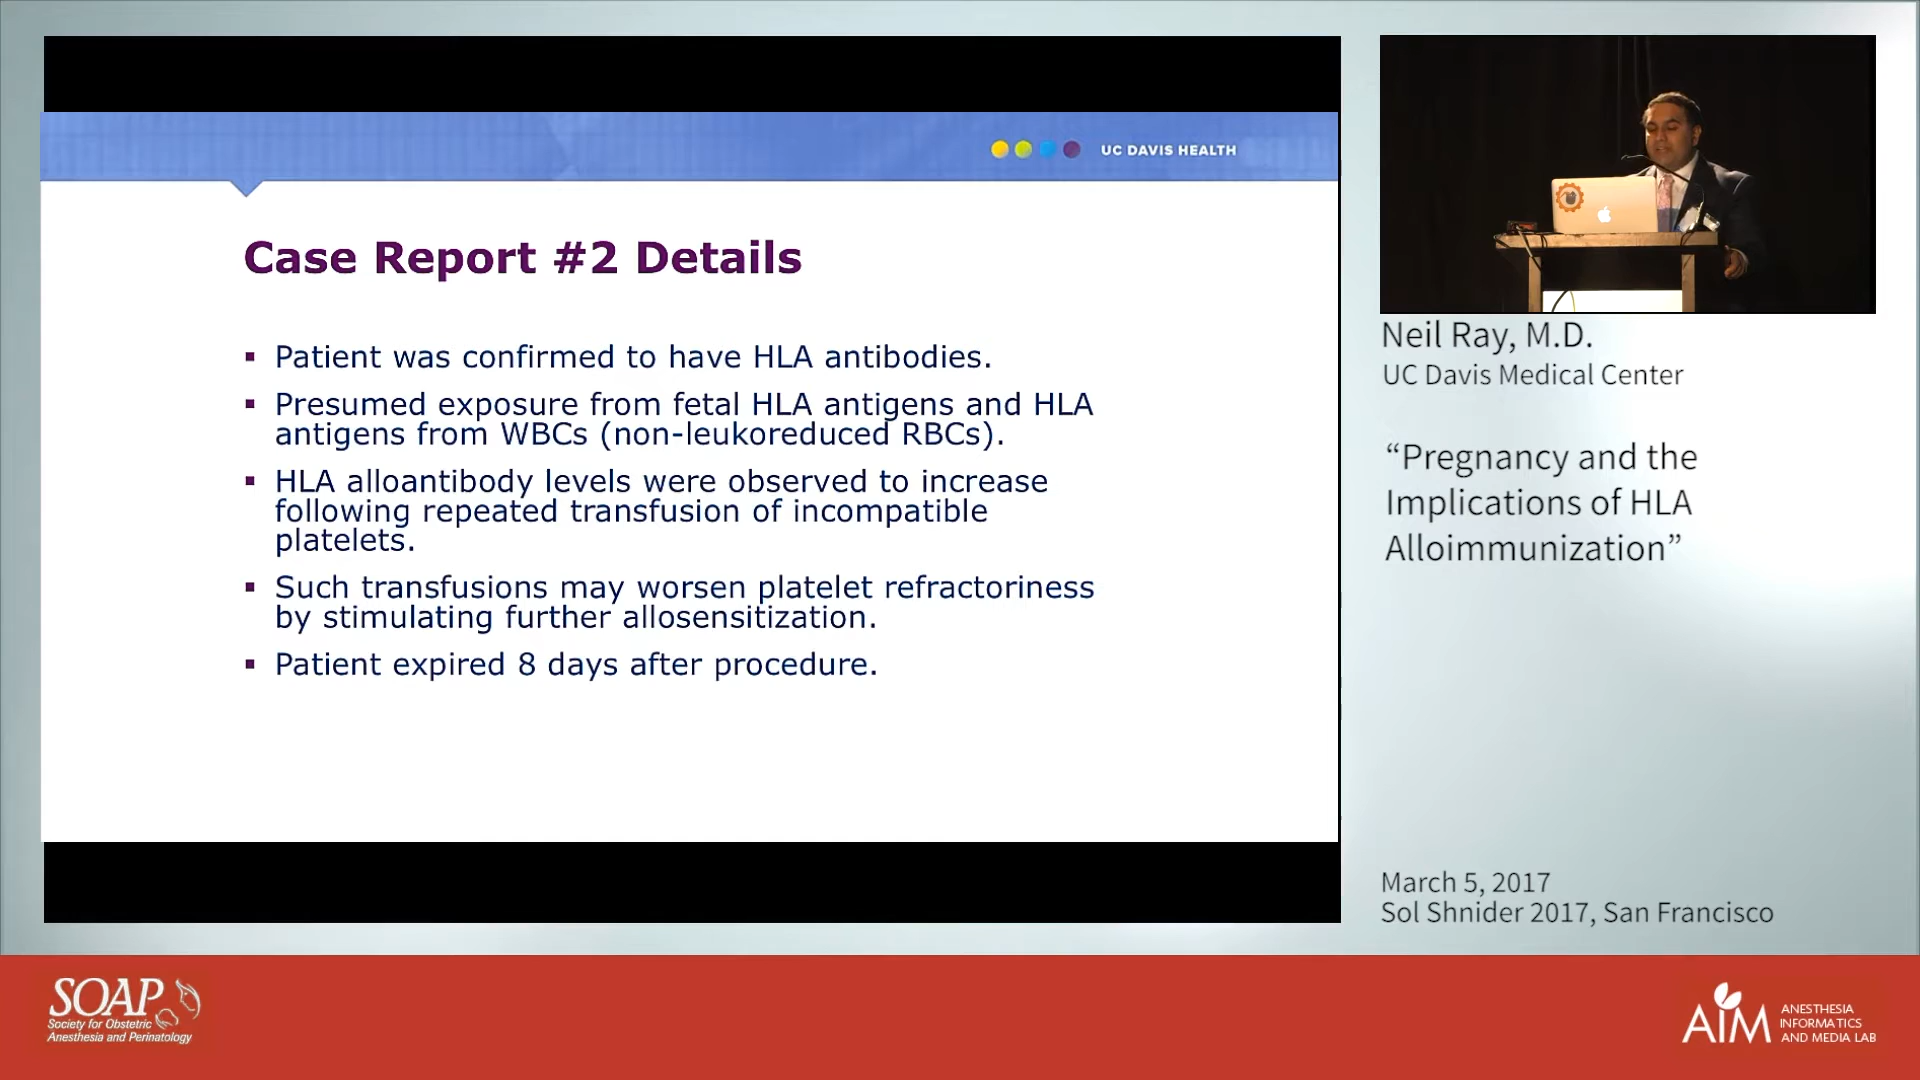 UC DAVIS HEALTH
Case Report #2 Details
▪ Patient was confirmed to have HLA antibodies.
▪ Presumed exposure from fetal HLA antigens and HLA
antigens from WBCs (non-leukoreduced RBCs).
▪ HLA alloantibody levels were observed to increase
following repeated transfusion of incompatible
platelets.
▪ Such transfusions may worsen platelet refractoriness
by stimulating further allosensitization.
▪ Patient expired 8 days after procedure.
Neil Ray, M.D.
UC Davis Medical Center
“Pregnancy and the
Implications of HLA
Alloimmunization”
March 5, 2017
Sol Shnider 2017, San Francisco
SOAP
Society for Obstetric
Anesthesia and Perinatology
AIM
ANESTHESIA
INFORMATICS
AND MEDIA LAB